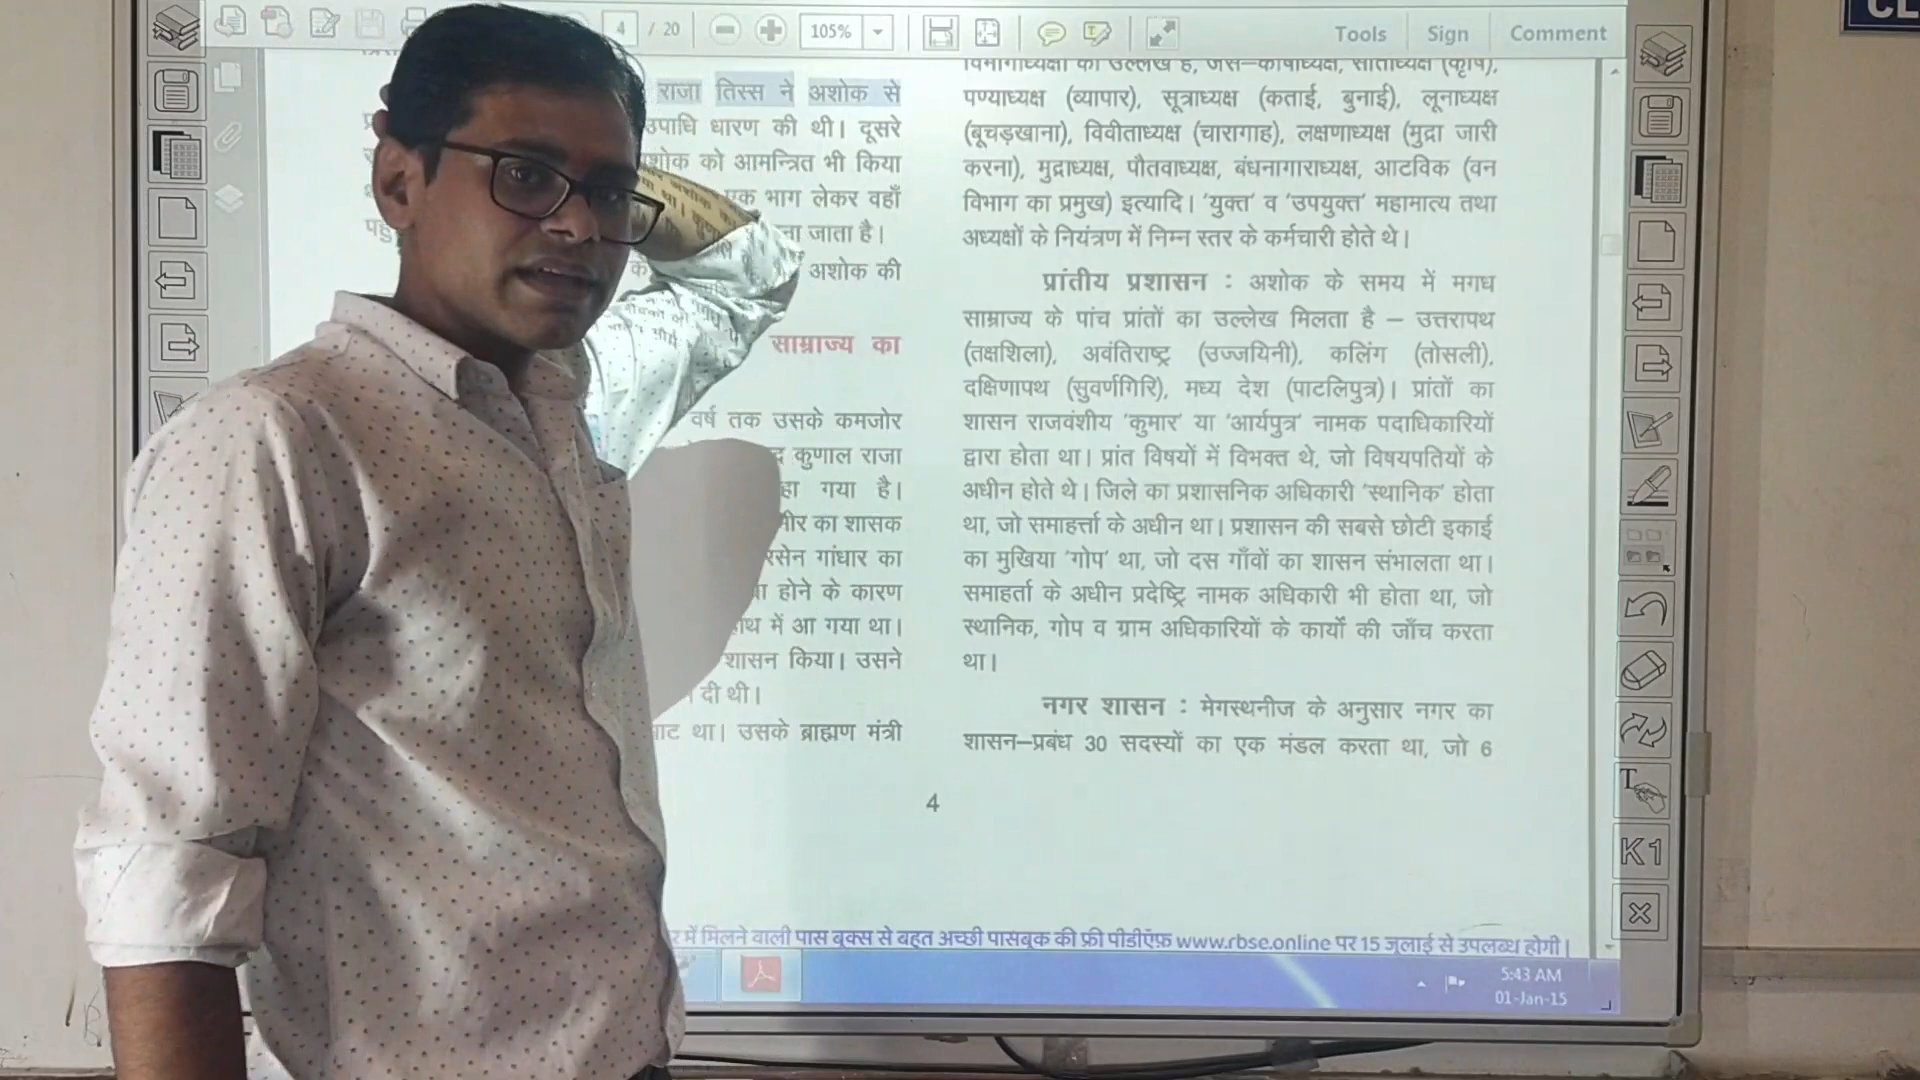 4 / 20
105%
Tools
Sign
Comment
CL
राजा तिस्स ने अशोक से
उपाधि धारण की थी। दूसरे
अशोक को आमन्त्रित भी किया
एक भाग लेकर वहाँ
जाता है।
अशोक की
साम्राज्य का
वर्ष तक उसके कमजोर
कुणाल राजा
गया है।
का शासक
गांधार का
होने के कारण
में आ गया था।
शासन किया। उसने
दी थी।
था। उसके ब्राह्मण मंत्री
विभागाध्यक्षों का उल्लेख है, जैसे–कोषाध्यक्ष, सीताध्यक्ष (कृषि),
पण्याध्यक्ष (व्यापार), सूत्राध्यक्ष (कताई, बुनाई), लूनाध्यक्ष
(बूचड़खाना), विवीताध्यक्ष (चारागाह), लक्षणाध्यक्ष (मुद्रा जारी
करना), मुद्राध्यक्ष, पौतवाध्यक्ष, बंधनागाराध्यक्ष, आटविक (वन
विभाग का प्रमुख) इत्यादि। 'युक्त' व 'उपयुक्त' महामात्य तथा
अध्यक्षों के नियंत्रण में निम्न स्तर के कर्मचारी होते थे।
प्रांतीय प्रशासन : अशोक के समय में मगध
साम्राज्य के पांच प्रांतों का उल्लेख मिलता है – उत्तरापथ
(तक्षशिला), अवंतिराष्ट्र (उज्जयिनी), कलिंग (तोसली),
दक्षिणापथ (सुवर्णगिरि), मध्य देश (पाटलिपुत्र)। प्रांतों का
शासन राजवंशीय 'कुमार' या 'आर्यपुत्र' नामक पदाधिकारियों
द्वारा होता था। प्रांत विषयों में विभक्त थे, जो विषयपतियों के
अधीन होते थे। जिले का प्रशासनिक अधिकारी 'स्थानिक' होता
था, जो समाहर्त्ता के अधीन था। प्रशासन की सबसे छोटी इकाई
का मुखिया 'गोप' था, जो दस गाँवों का शासन संभालता था।
समाहर्ता के अधीन प्रदेष्ट्रि नामक अधिकारी भी होता था, जो
स्थानिक, गोप व ग्राम अधिकारियों के कार्यों की जाँच करता
था।
नगर शासन : मेगस्थनीज के अनुसार नगर का
शासन–प्रबंध 30 सदस्यों का एक मंडल करता था, जो 6
4
में मिलने वाली पास बुक्स से बहुत अच्छी पासबुक की फ्री पीडीऍफ़ www.rbse.online पर 15 जुलाई से उपलब्ध होगी।
5:43 AM
01-Jan-15
K1